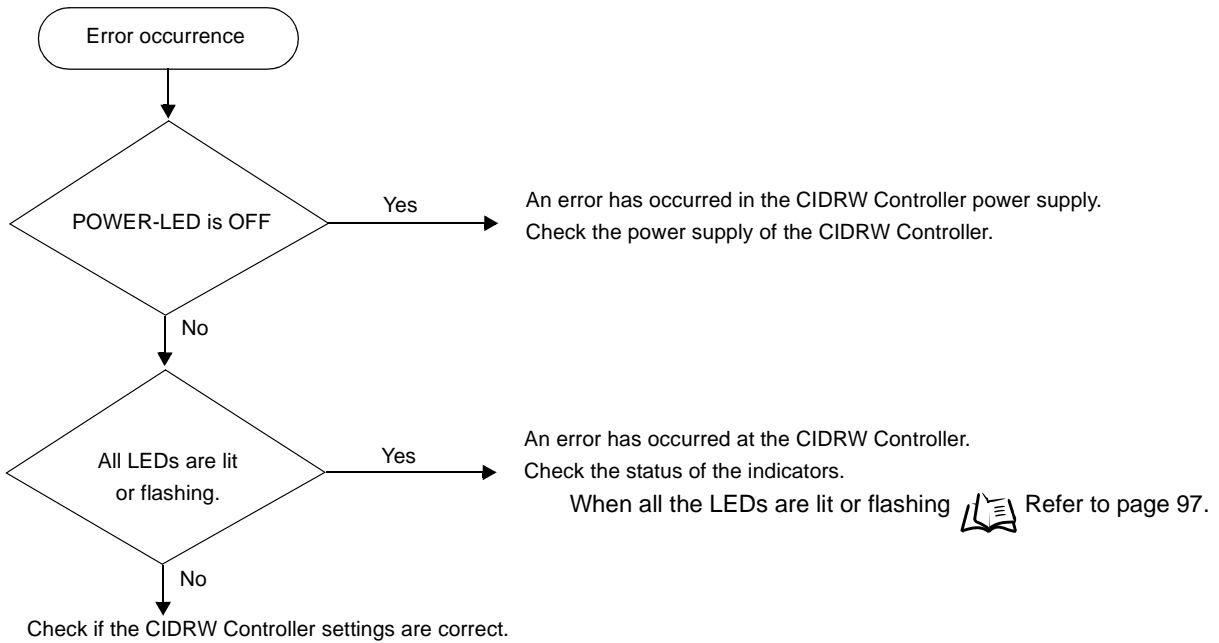 Error occurrence
POWER-LED is OFF
Yes
An error has occurred in the CIDRW Controller power supply.
Check the power supply of the CIDRW Controller.
No
All LEDs are lit
or flashing.
Yes
An error has occurred at the CIDRW Controller.
Check the status of the indicators.
When all the LEDs are lit or flashing Refer to page 97.
No
Check if the CIDRW Controller settings are correct.